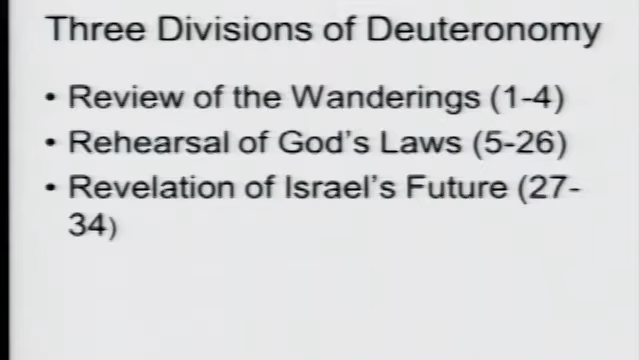 Three Divisions of Deuteronomy
• Review of the Wanderings (1-4)
• Rehearsal of God's Laws (5-26)
• Revelation of Israel's Future (27-
34)